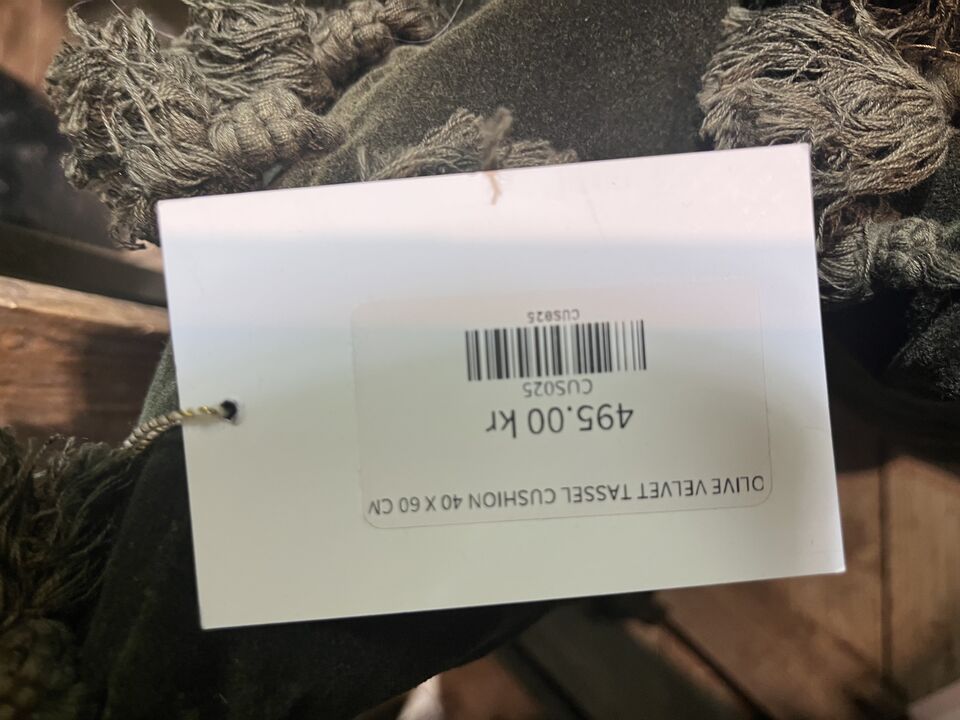 OLIVE VELVET TASSEL CUSHION 40 X 60 CM
495.00 kr
CUS025
CUS025